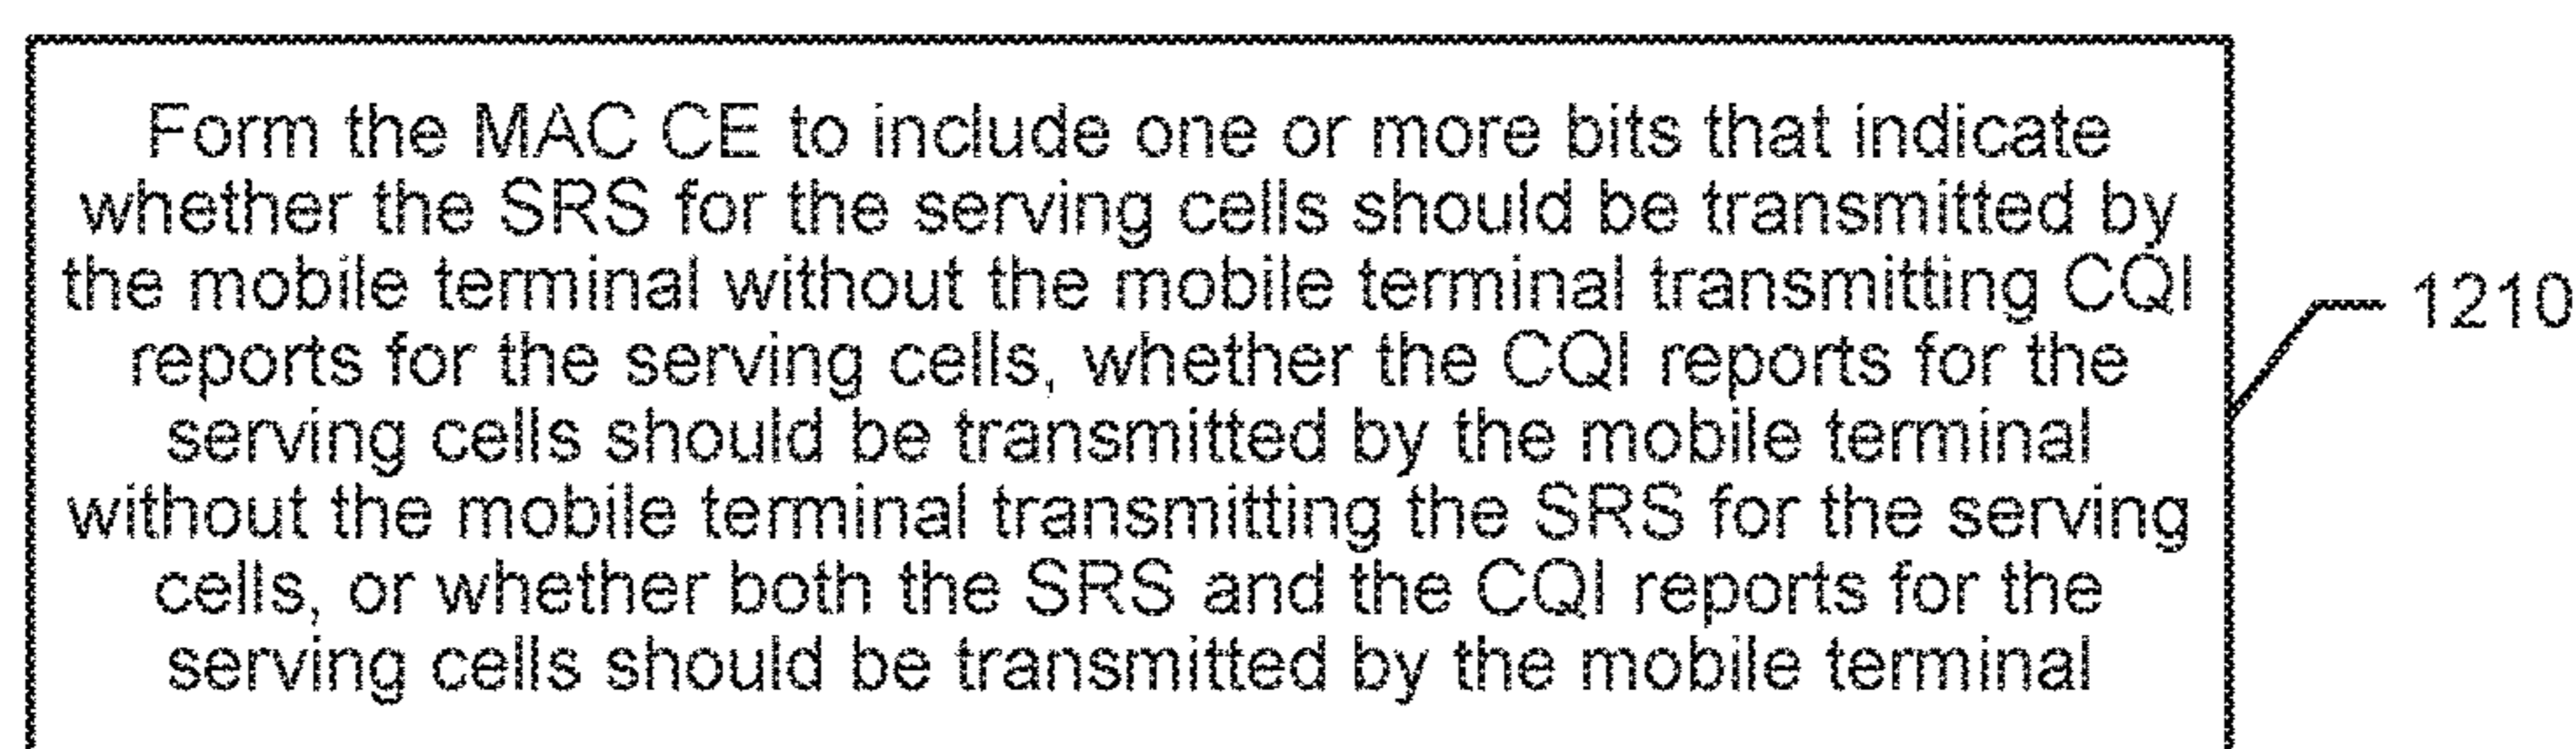 Form the MAC CE to include one or more bits that indicate
whether the SRS for the serving cells should be transmitted by
the mobile terminal without the mobile terminal transmitting CQI
reports for the serving cells, whether the CQI reports for the
serving cells should be transmitted by the mobile terminal
without the mobile terminal transmitting the SRS for the serving
cells, or whether both the SRS and the CQI reports for the
serving cells should be transmitted by the mobile terminal
1210